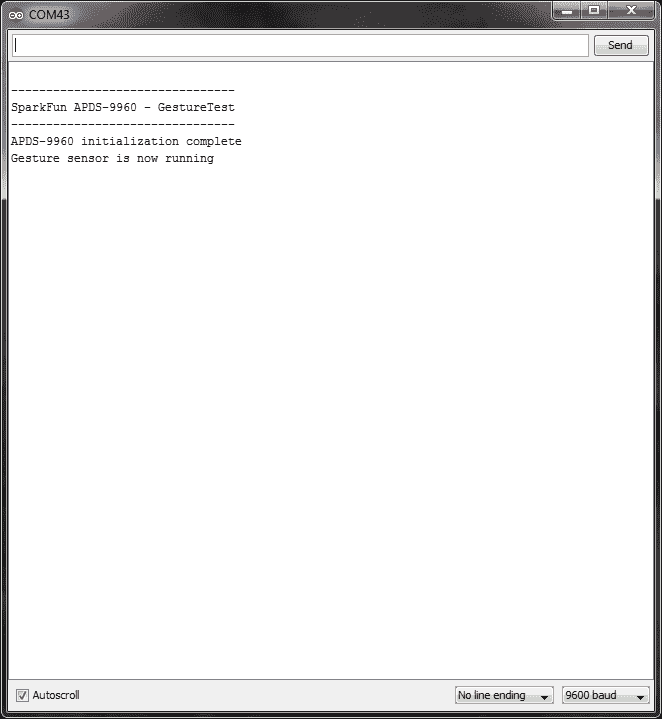 COM43
Send
--------------------------------
SparkFun APDS-9960 - GestureTest
--------------------------------
APDS-9960 initialization complete
Gesture sensor is now running
Autoscroll
No line ending
9600 baud